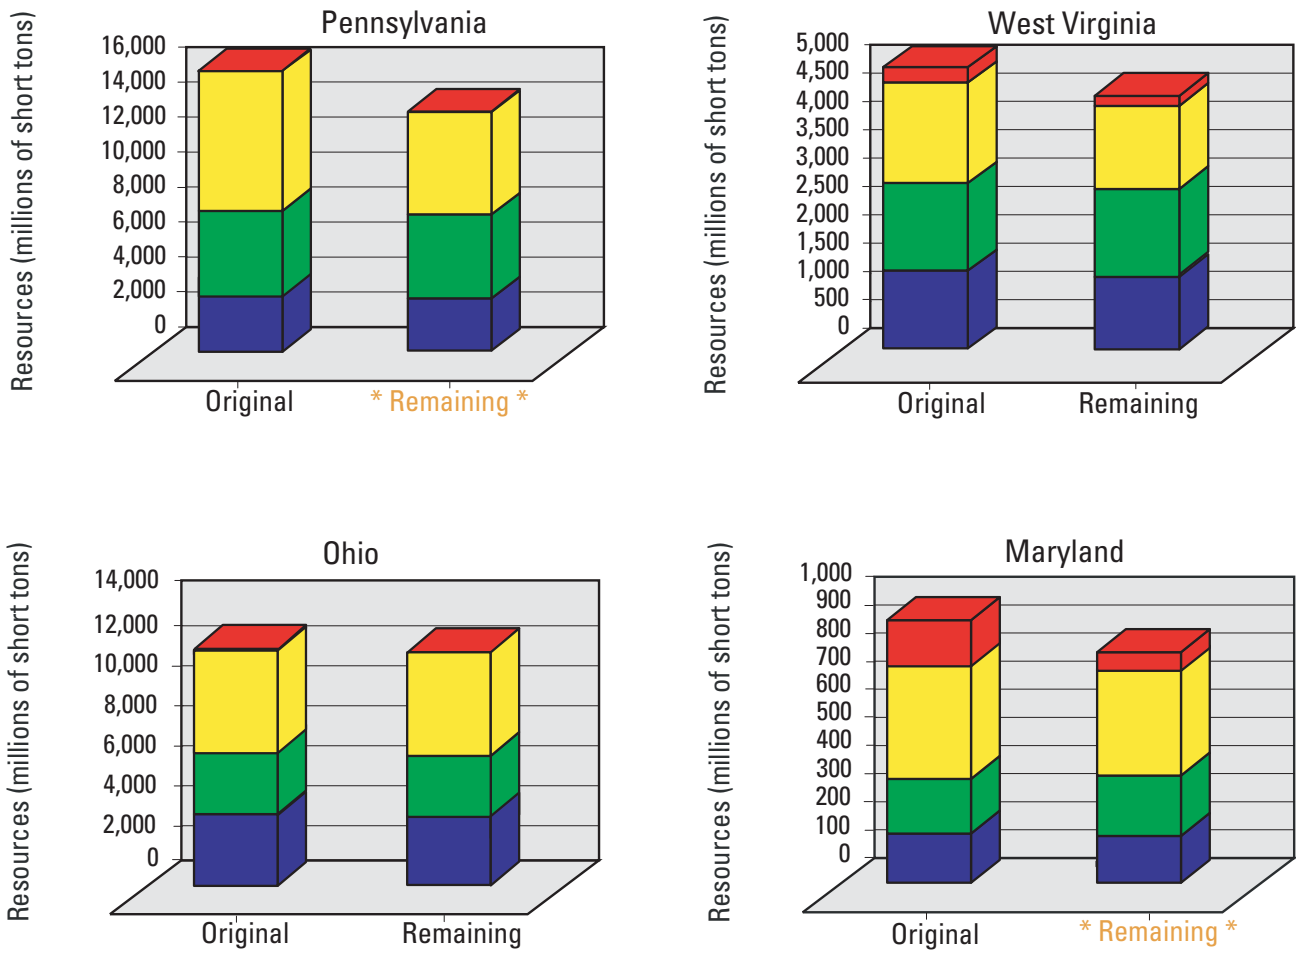 Pennsylvania
Resources (millions of short tons)
16,000
14,000
12,000
10,000
8,000
6,000
4,000
2,000
0
Original
* Remaining *
West Virginia
Resources (millions of short tons)
5,000
4,500
4,000
3,500
3,000
2,500
2,000
1,500
1,000
500
0
Original
Remaining
Ohio
Resources (millions of short tons)
14,000
12,000
10,000
8,000
6,000
4,000
2,000
0
Original
Remaining
Maryland
Resources (millions of short tons)
1,000
900
800
700
600
500
400
300
200
100
0
Original
* Remaining *